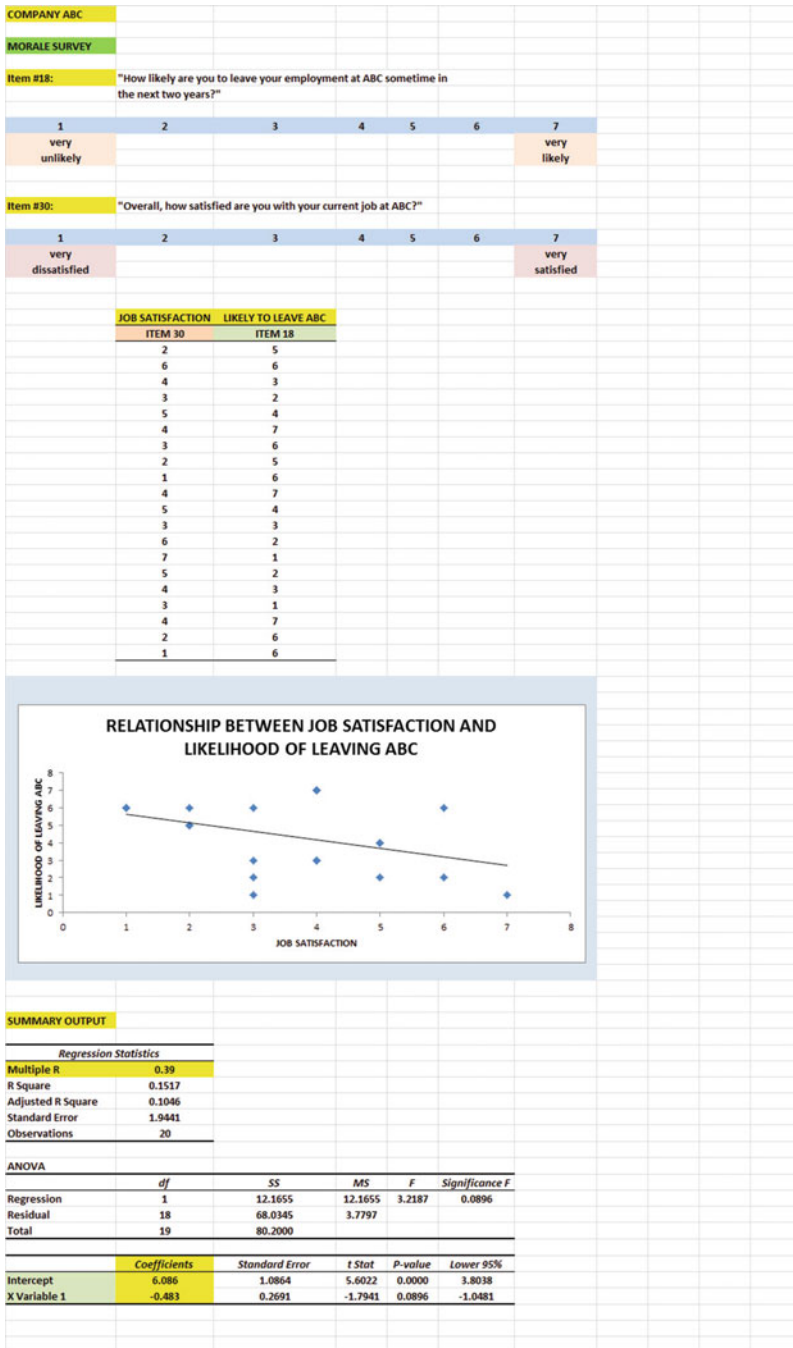 COMPANY ABC
MORALE SURVEY
Item #18: "How likely are you to leave your employment at ABC sometime in
the next two years?"
1 2 3 4 5 6 7
very very
unlikely likely
Item #30: "Overall, how satisfied are you with your current job at ABC?"
1 2 3 4 5 6 7
very very
dissatisfied satisfied
JOB SATISFACTION LIKELY TO LEAVE ABC
ITEM 30 ITEM 18
2 5
6 6
4 3
3 2
5 4
4 7
3 6
2 5
1 6
4 7
5 4
3 3
6 2
7 1
5 2
4 3
3 1
4 7
2 6
1 6
RELATIONSHIP BETWEEN JOB SATISFACTION AND
LIKELIHOOD OF LEAVING ABC
LIKELIHOOD OF LEAVING ABC
8
7
6
5
4
3
2
1
0
0 1 2 3 4 5 6 7 8
JOB SATISFACTION
SUMMARY OUTPUT
Regression Statistics
Multiple R 0.39
R Square 0.1517
Adjusted R Square 0.1046
Standard Error 1.9441
Observations 20
ANOVA
df SS MS F Significance F
Regression 1 12.1655 12.1655 3.2187 0.0896
Residual 18 68.0345 3.7797
Total 19 80.2000
Coefficients Standard Error t Stat P-value Lower 95%
Intercept 6.086 1.0864 5.6022 0.0000 3.8038
X Variable 1 -0.483 0.2691 -1.7941 0.0896 -1.0481